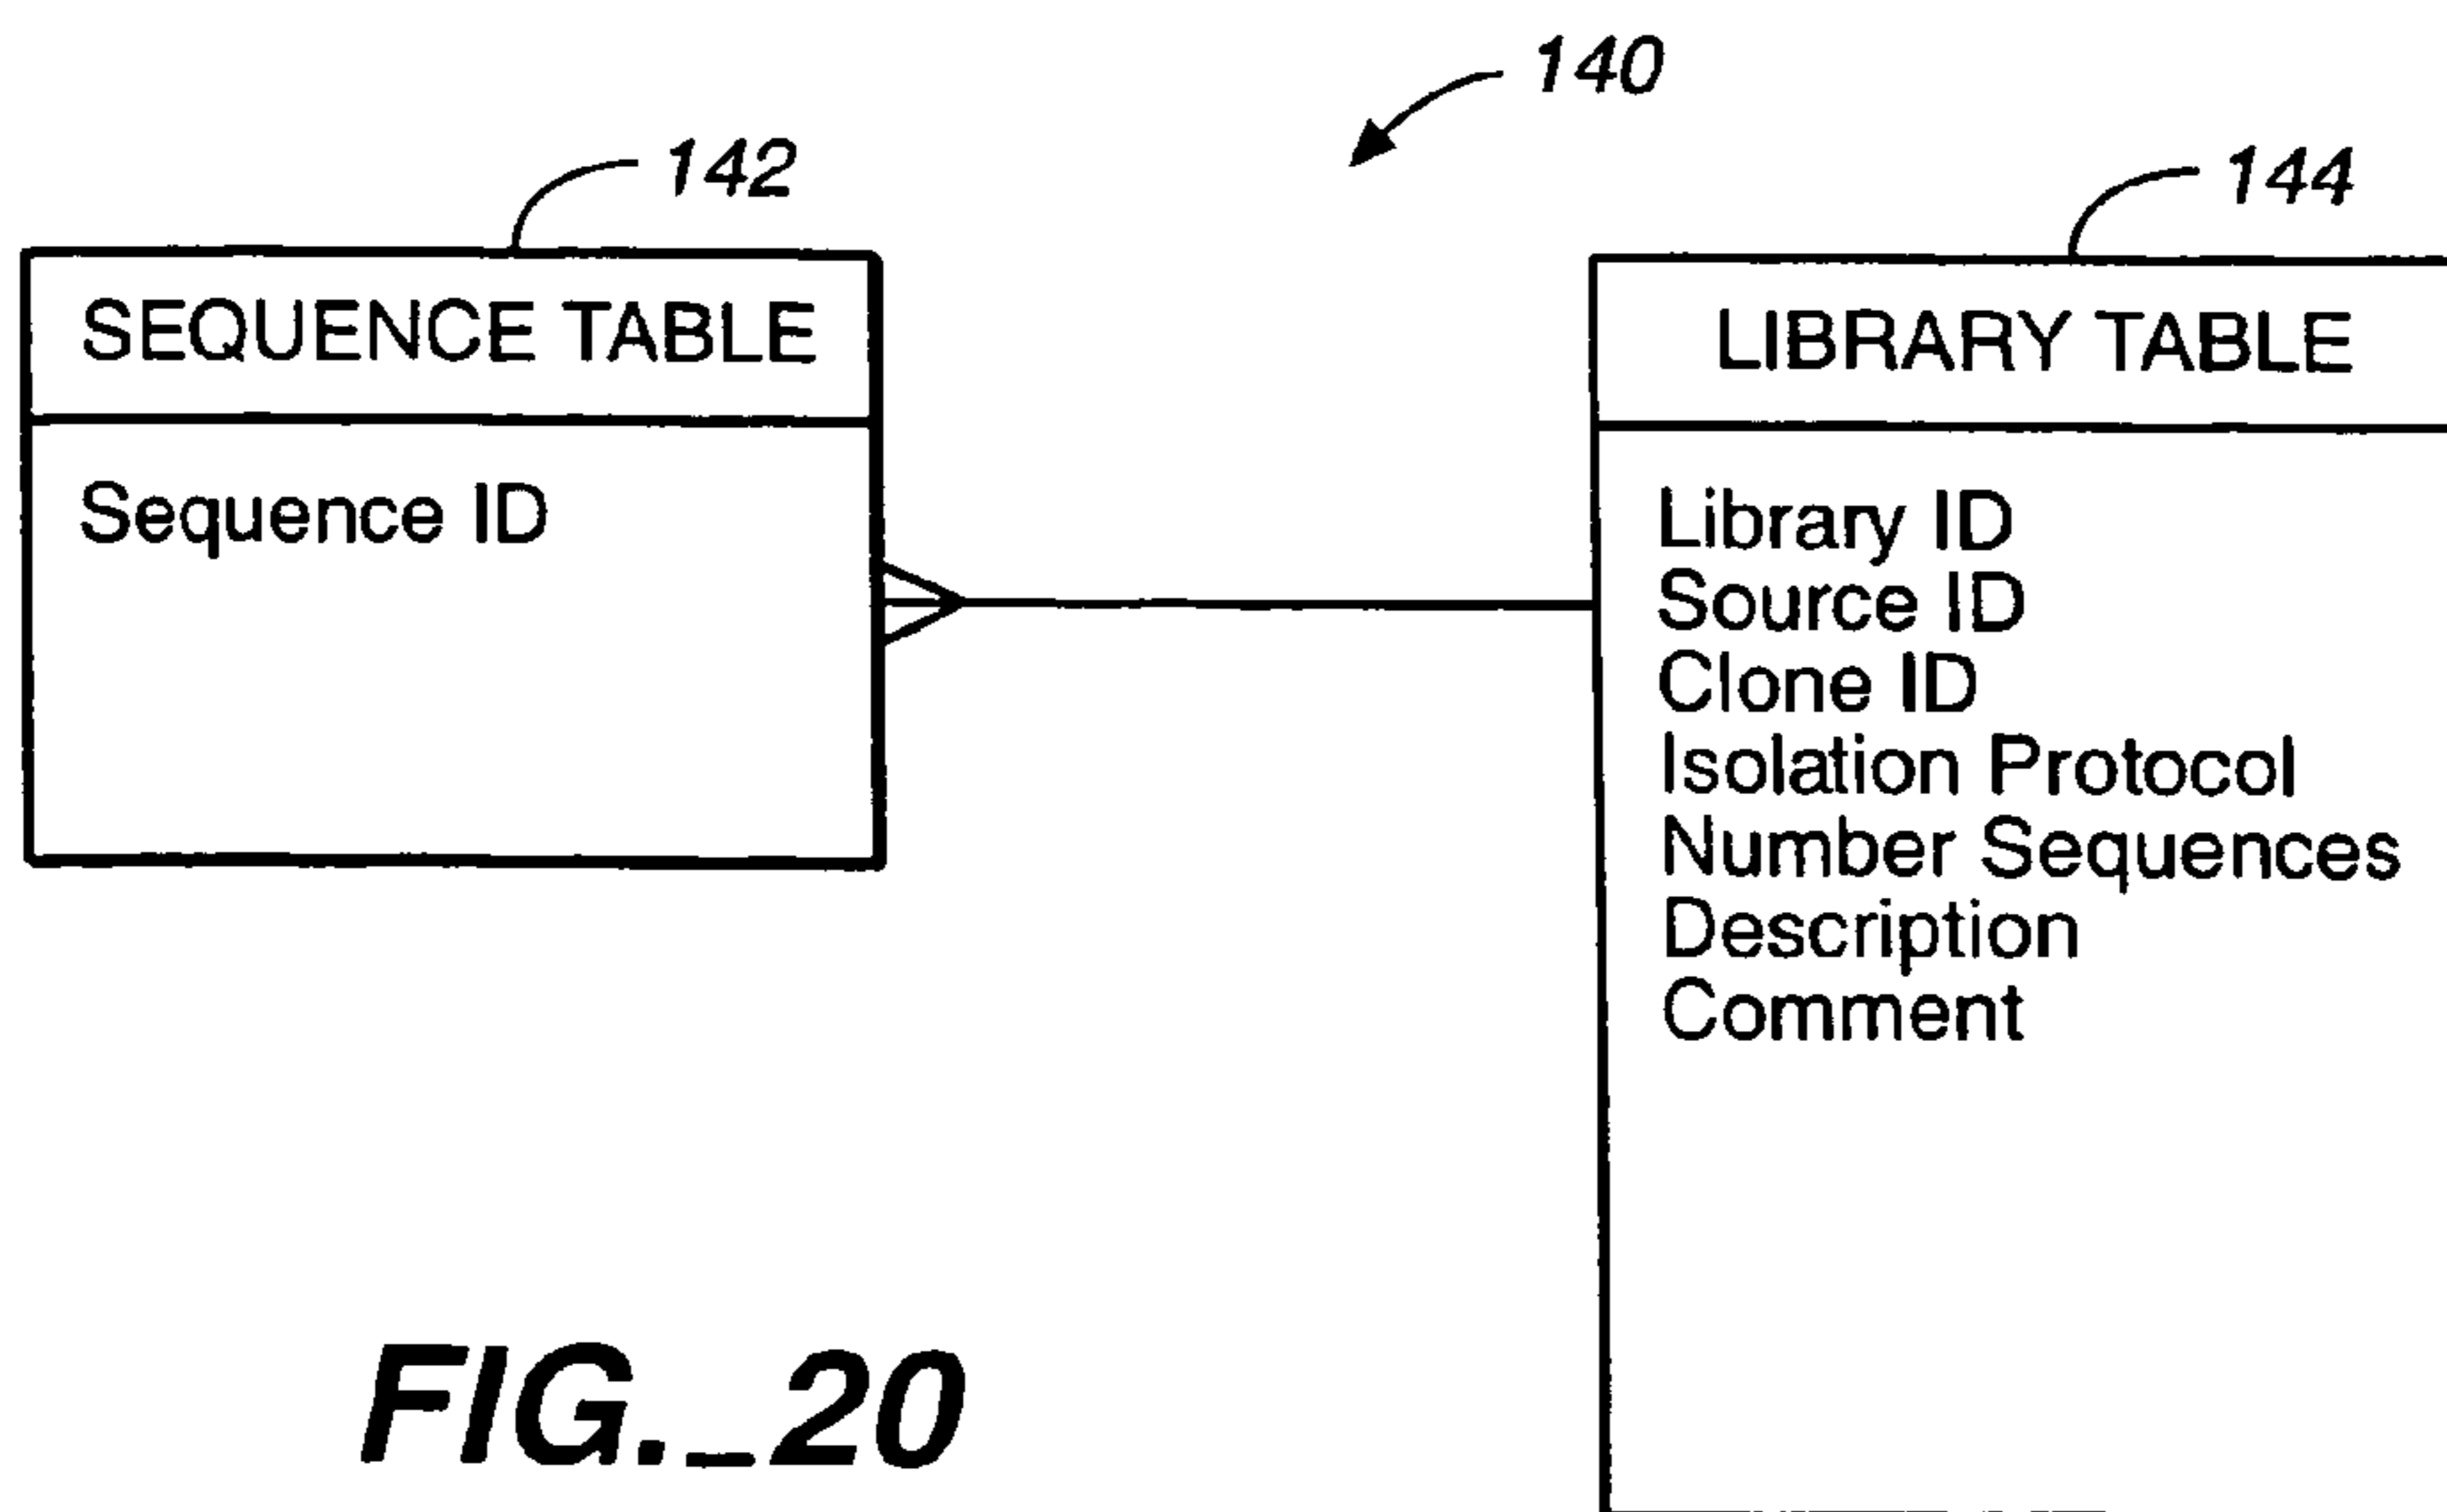 140
142
144
SEQUENCE TABLE
Sequence ID
LIBRARY TABLE
Library ID
Source ID
Clone ID
Isolation Protocol
Number Sequences
Description
Comment
FIG._20